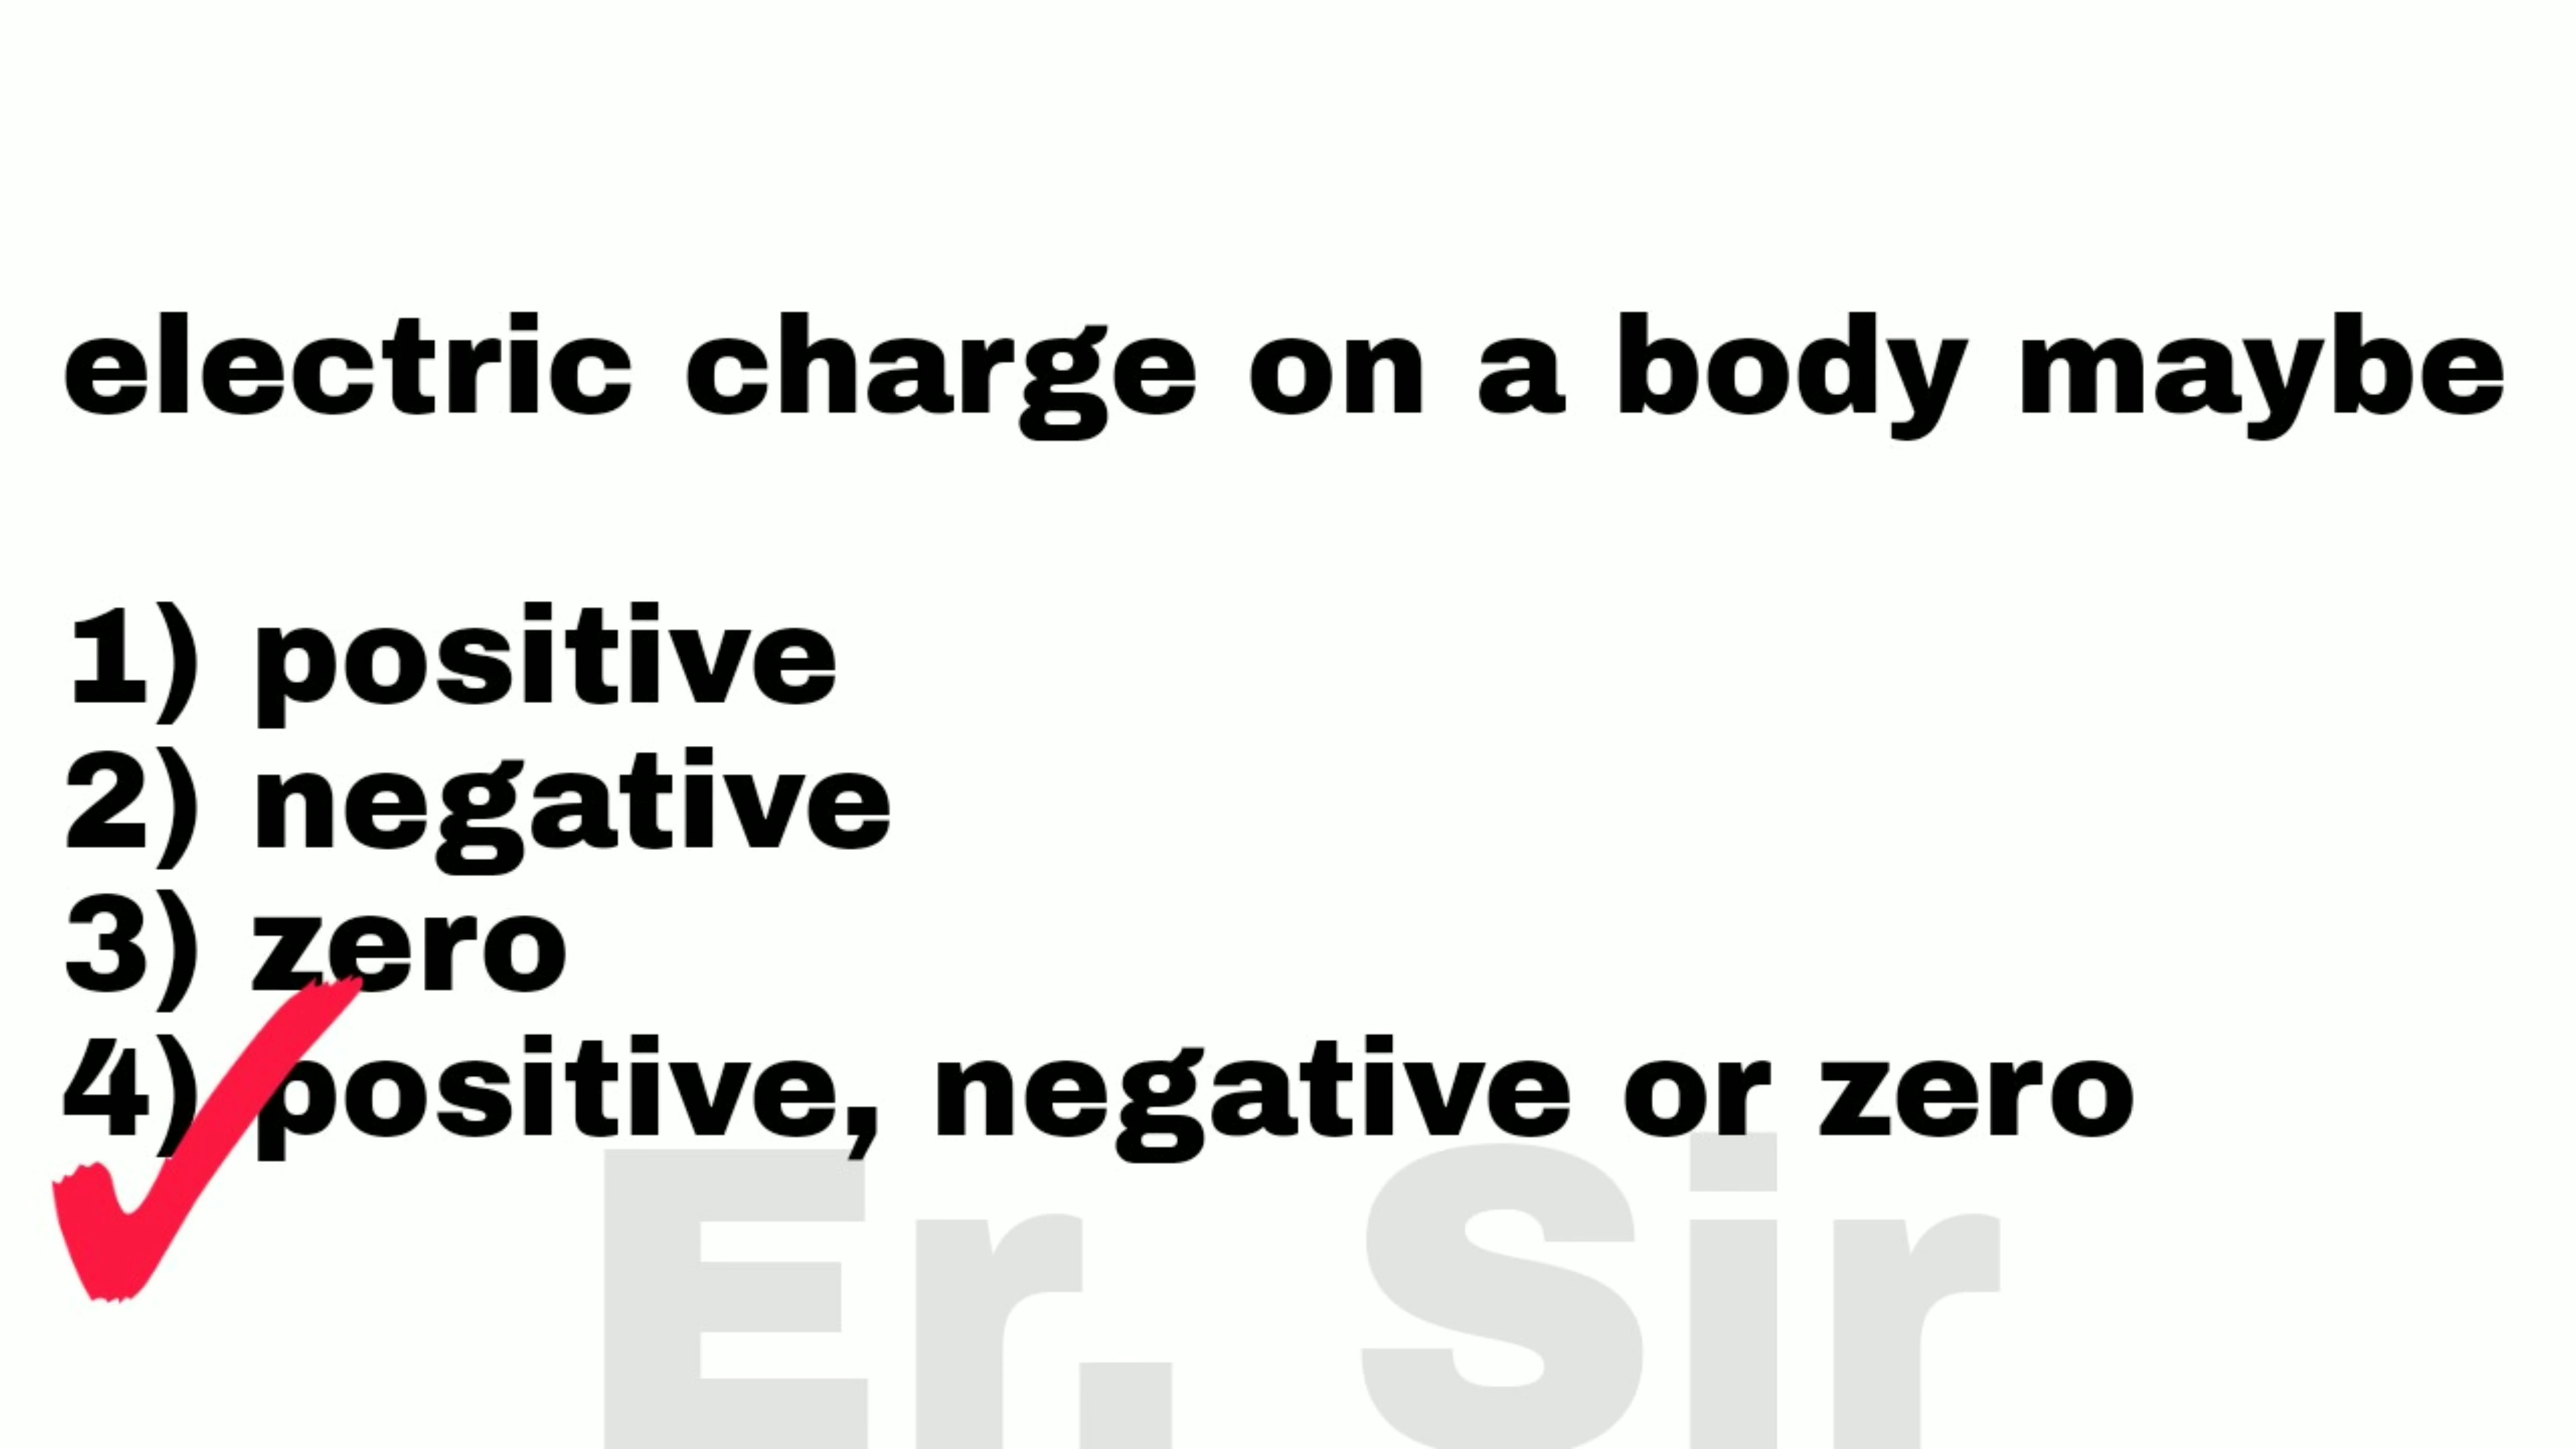 electric charge on a body maybe
1) positive
2) negative
3) zero
4) positive, negative or zero
Er. Sir